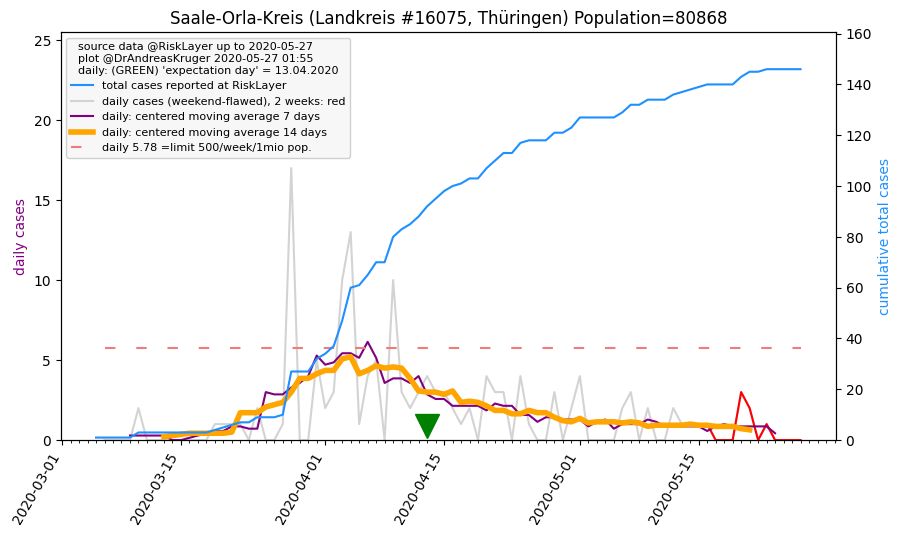 Saale-Orla-Kreis (Landkreis #16075, Thüringen) Population=80868
source data @RiskLayer up to 2020-05-27
plot @DrAndreasKruger 2020-05-27 01:55
daily: (GREEN) 'expectation day' = 13.04.2020
total cases reported at RiskLayer
daily cases (weekend-flawed), 2 weeks: red
daily: centered moving average 7 days
daily: centered moving average 14 days
daily 5.78 =limit 500/week/1mio pop.
daily cases
25
20
15
10
5
0
160
140
120
100
80
60
40
20
0
cumulative total cases
2020-03-01
2020-03-15
2020-04-01
2020-04-15
2020-05-01
2020-05-15